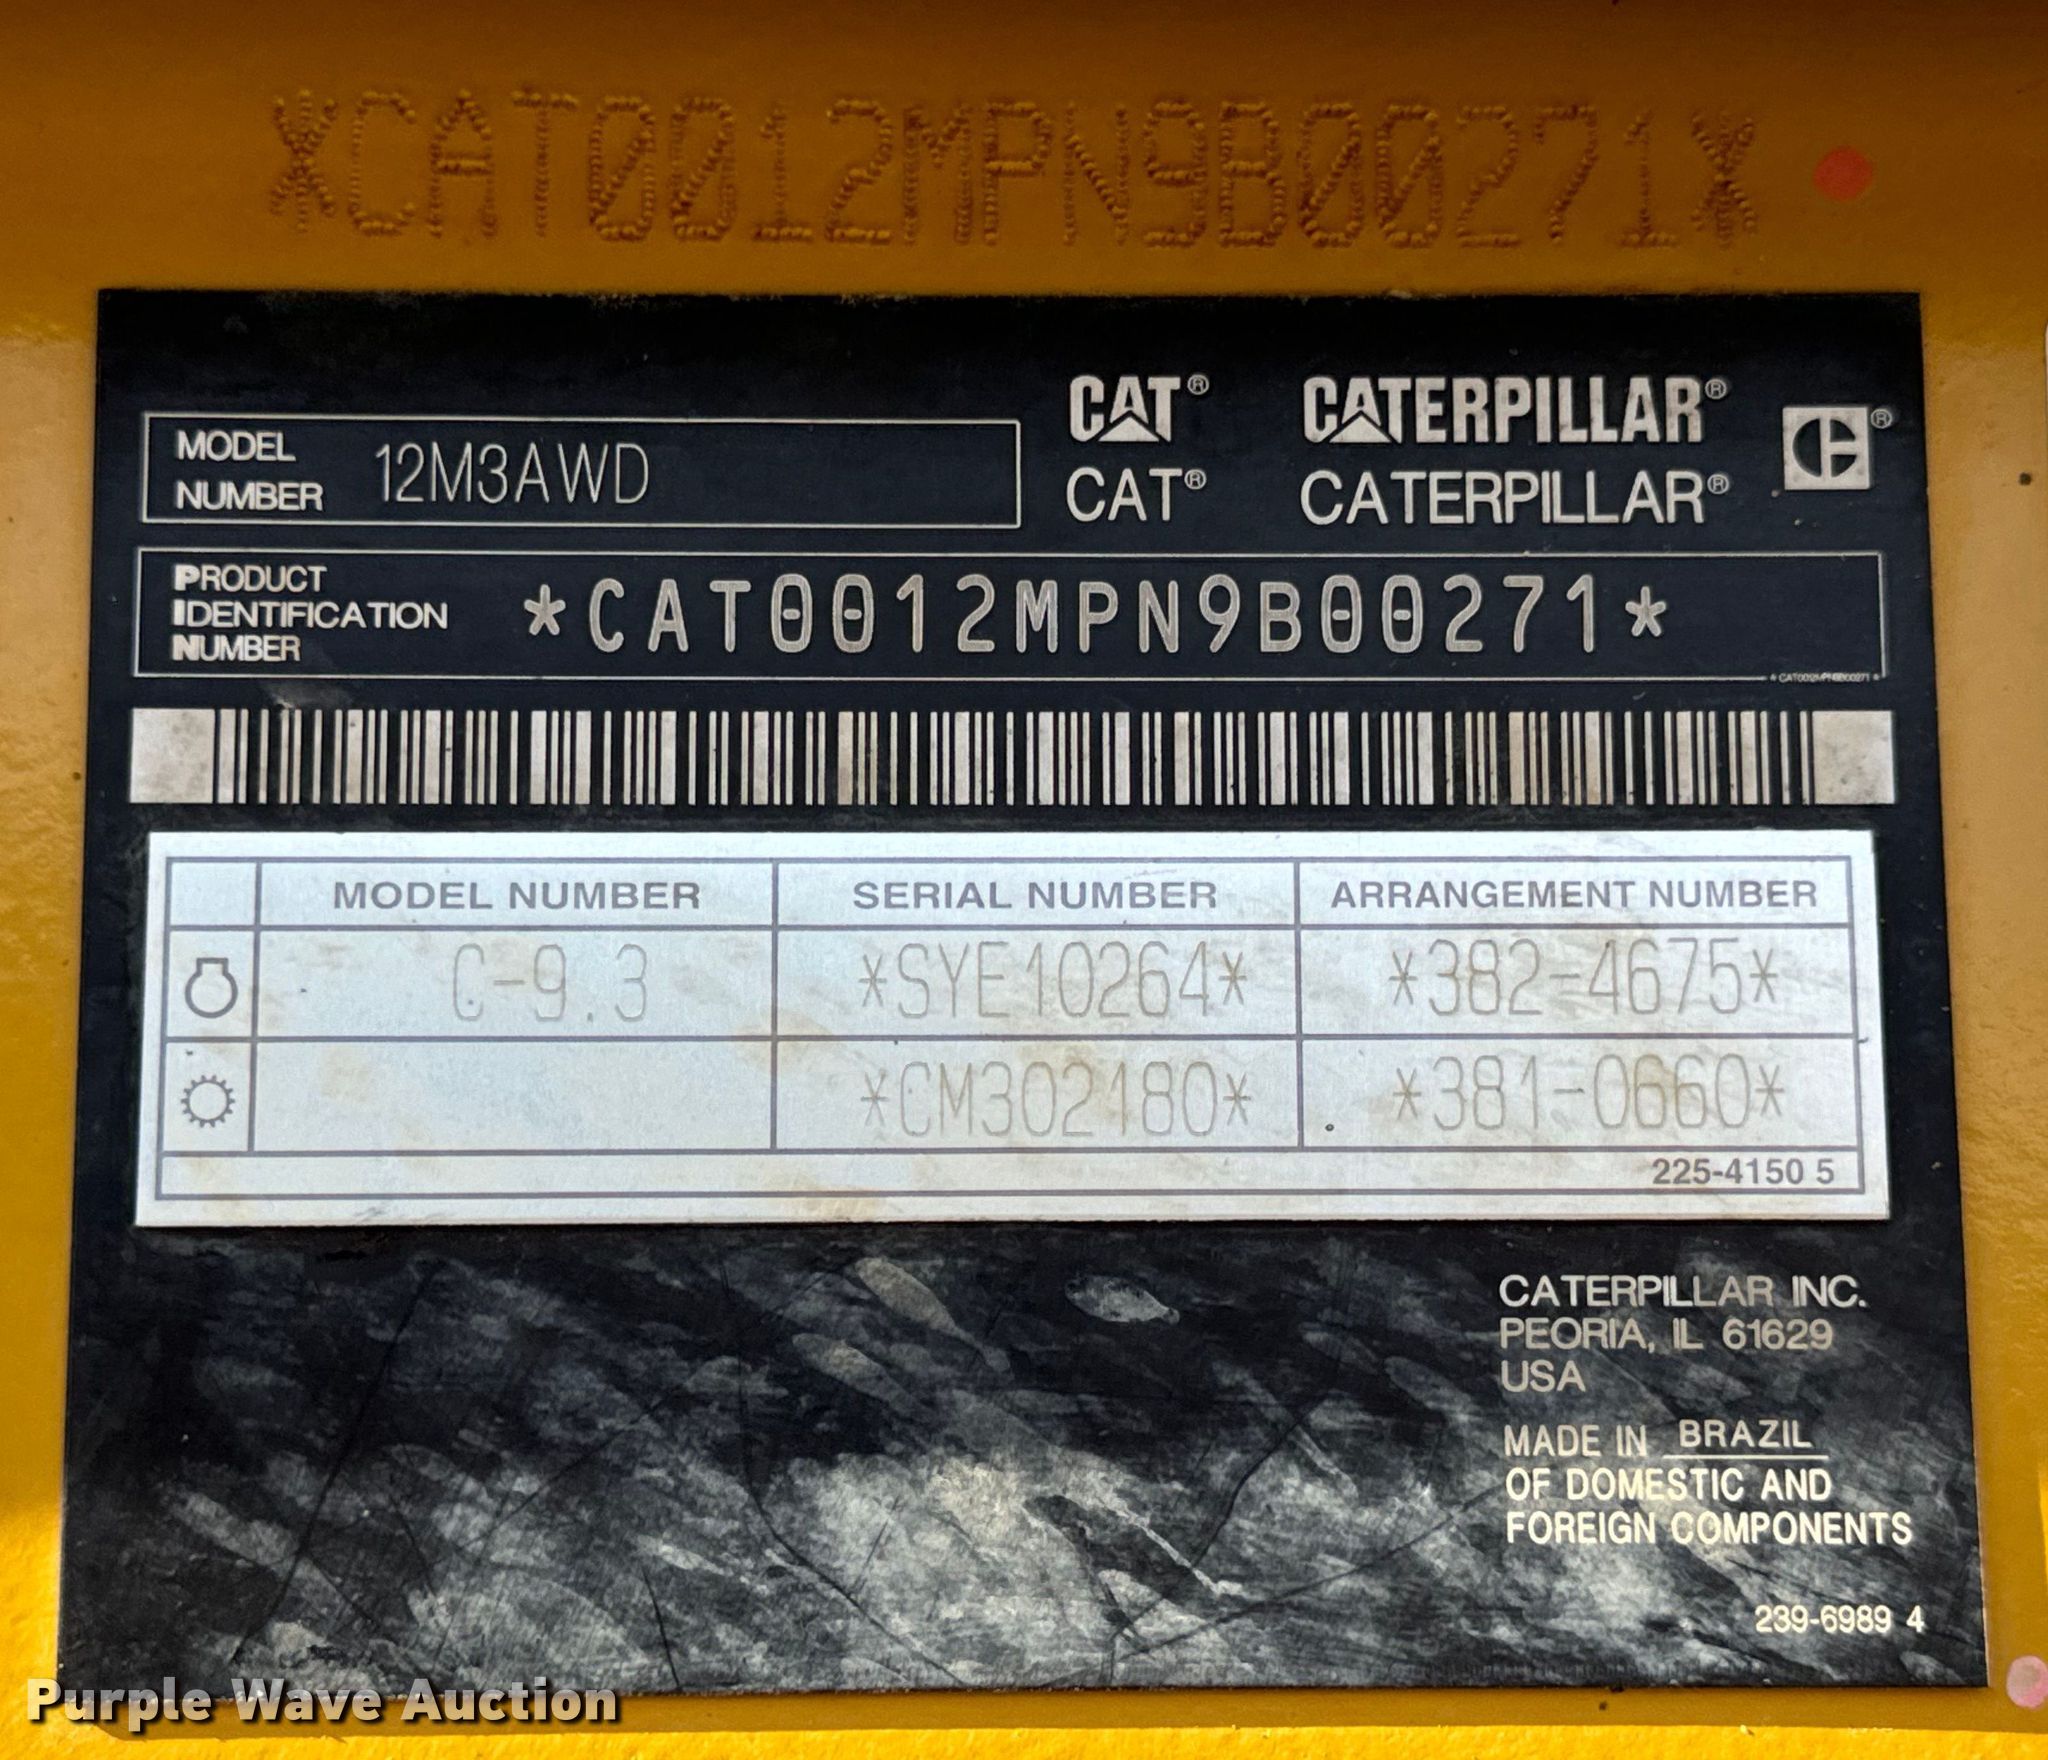 *CAT0012MPN9B00271*
CAT® CATERPILLAR®
MODEL NUMBER 12M3AWD
CAT® CATERPILLAR®
PRODUCT IDENTIFICATION NUMBER *CAT0012MPN9B00271*
*CAT0012MPN9B00271*
MODEL NUMBER SERIAL NUMBER ARRANGEMENT NUMBER
C-9.3 *SYE10264* *382-4675*
*CM302180* *381-0660*
225-4150 5
CATERPILLAR INC.
PEORIA, IL 61629
USA
MADE IN BRAZIL
OF DOMESTIC AND
FOREIGN COMPONENTS
239-6989 4
Purple Wave Auction